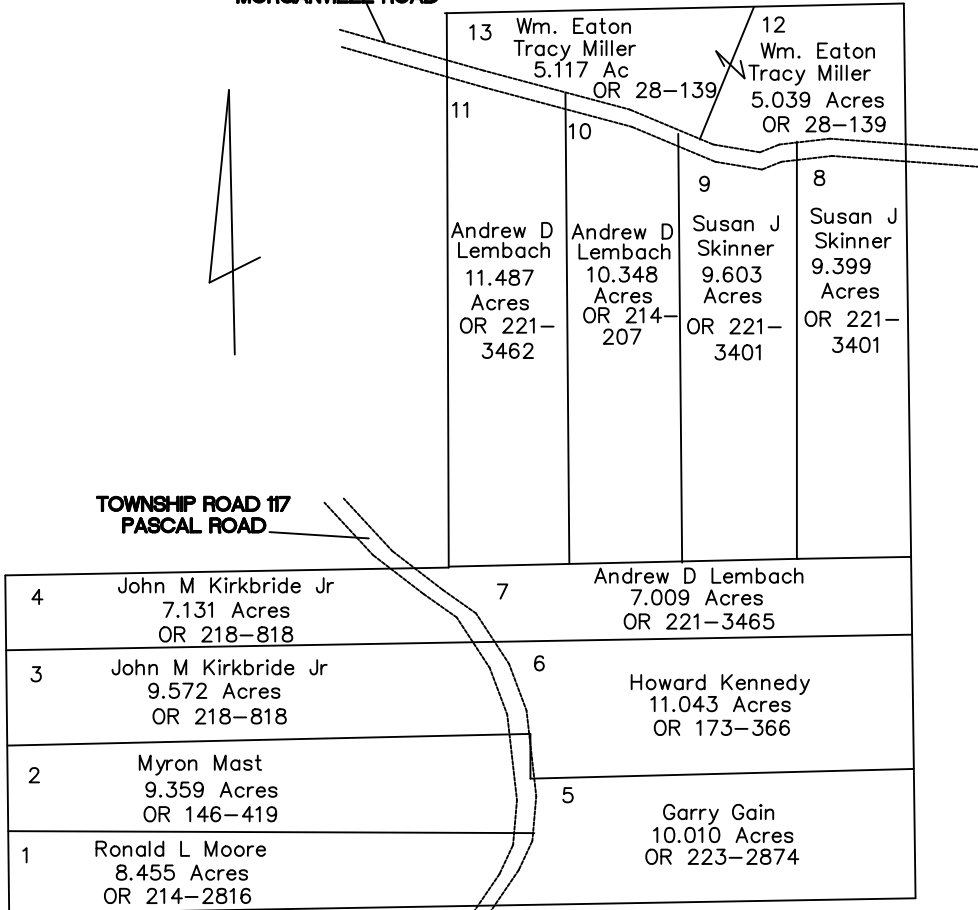 MORGANVILLE ROAD
13
Wm. Eaton
Tracy Miller
5.117 Ac
OR 28-139
12
Wm. Eaton
Tracy Miller
5.039 Acres
OR 28-139
11
Andrew D
Lembach
11.487
Acres
OR 221-
3462
10
Andrew D
Lembach
10.348
Acres
OR 214-
207
9
Susan J
Skinner
9.603
Acres
OR 221-
3401
8
Susan J
Skinner
9.399
Acres
OR 221-
3401
TOWNSHIP ROAD 117
PASCAL ROAD
4
John M Kirkbride Jr
7.131 Acres
OR 218-818
7
Andrew D Lembach
7.009 Acres
OR 221-3465
3
John M Kirkbride Jr
9.572 Acres
OR 218-818
6
Howard Kennedy
11.043 Acres
OR 173-366
2
Myron Mast
9.359 Acres
OR 146-419
5
Garry Gain
10.010 Acres
OR 223-2874
1
Ronald L Moore
8.455 Acres
OR 214-2816